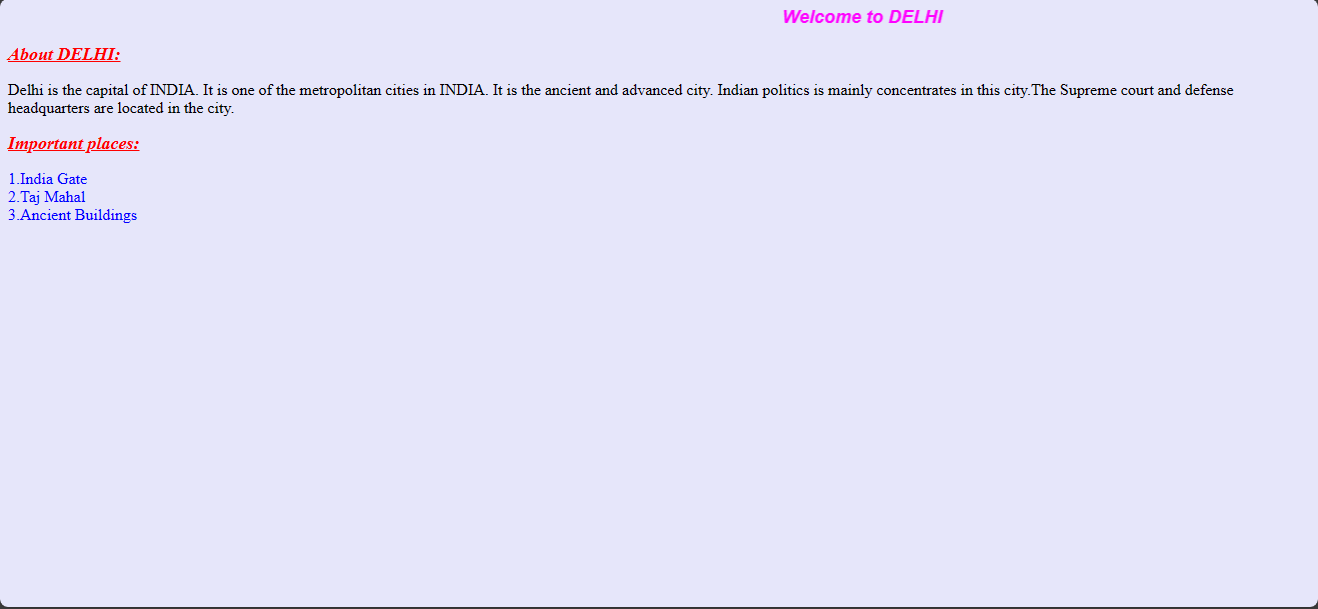 Welcome to DELHI
About DELHI:
Delhi is the capital of INDIA. It is one of the metropolitan cities in INDIA. It is the ancient and advanced city. Indian politics is mainly concentrates in this city.The Supreme court and defense
headquarters are located in the city.
Important places:
1.India Gate
2.Taj Mahal
3.Ancient Buildings